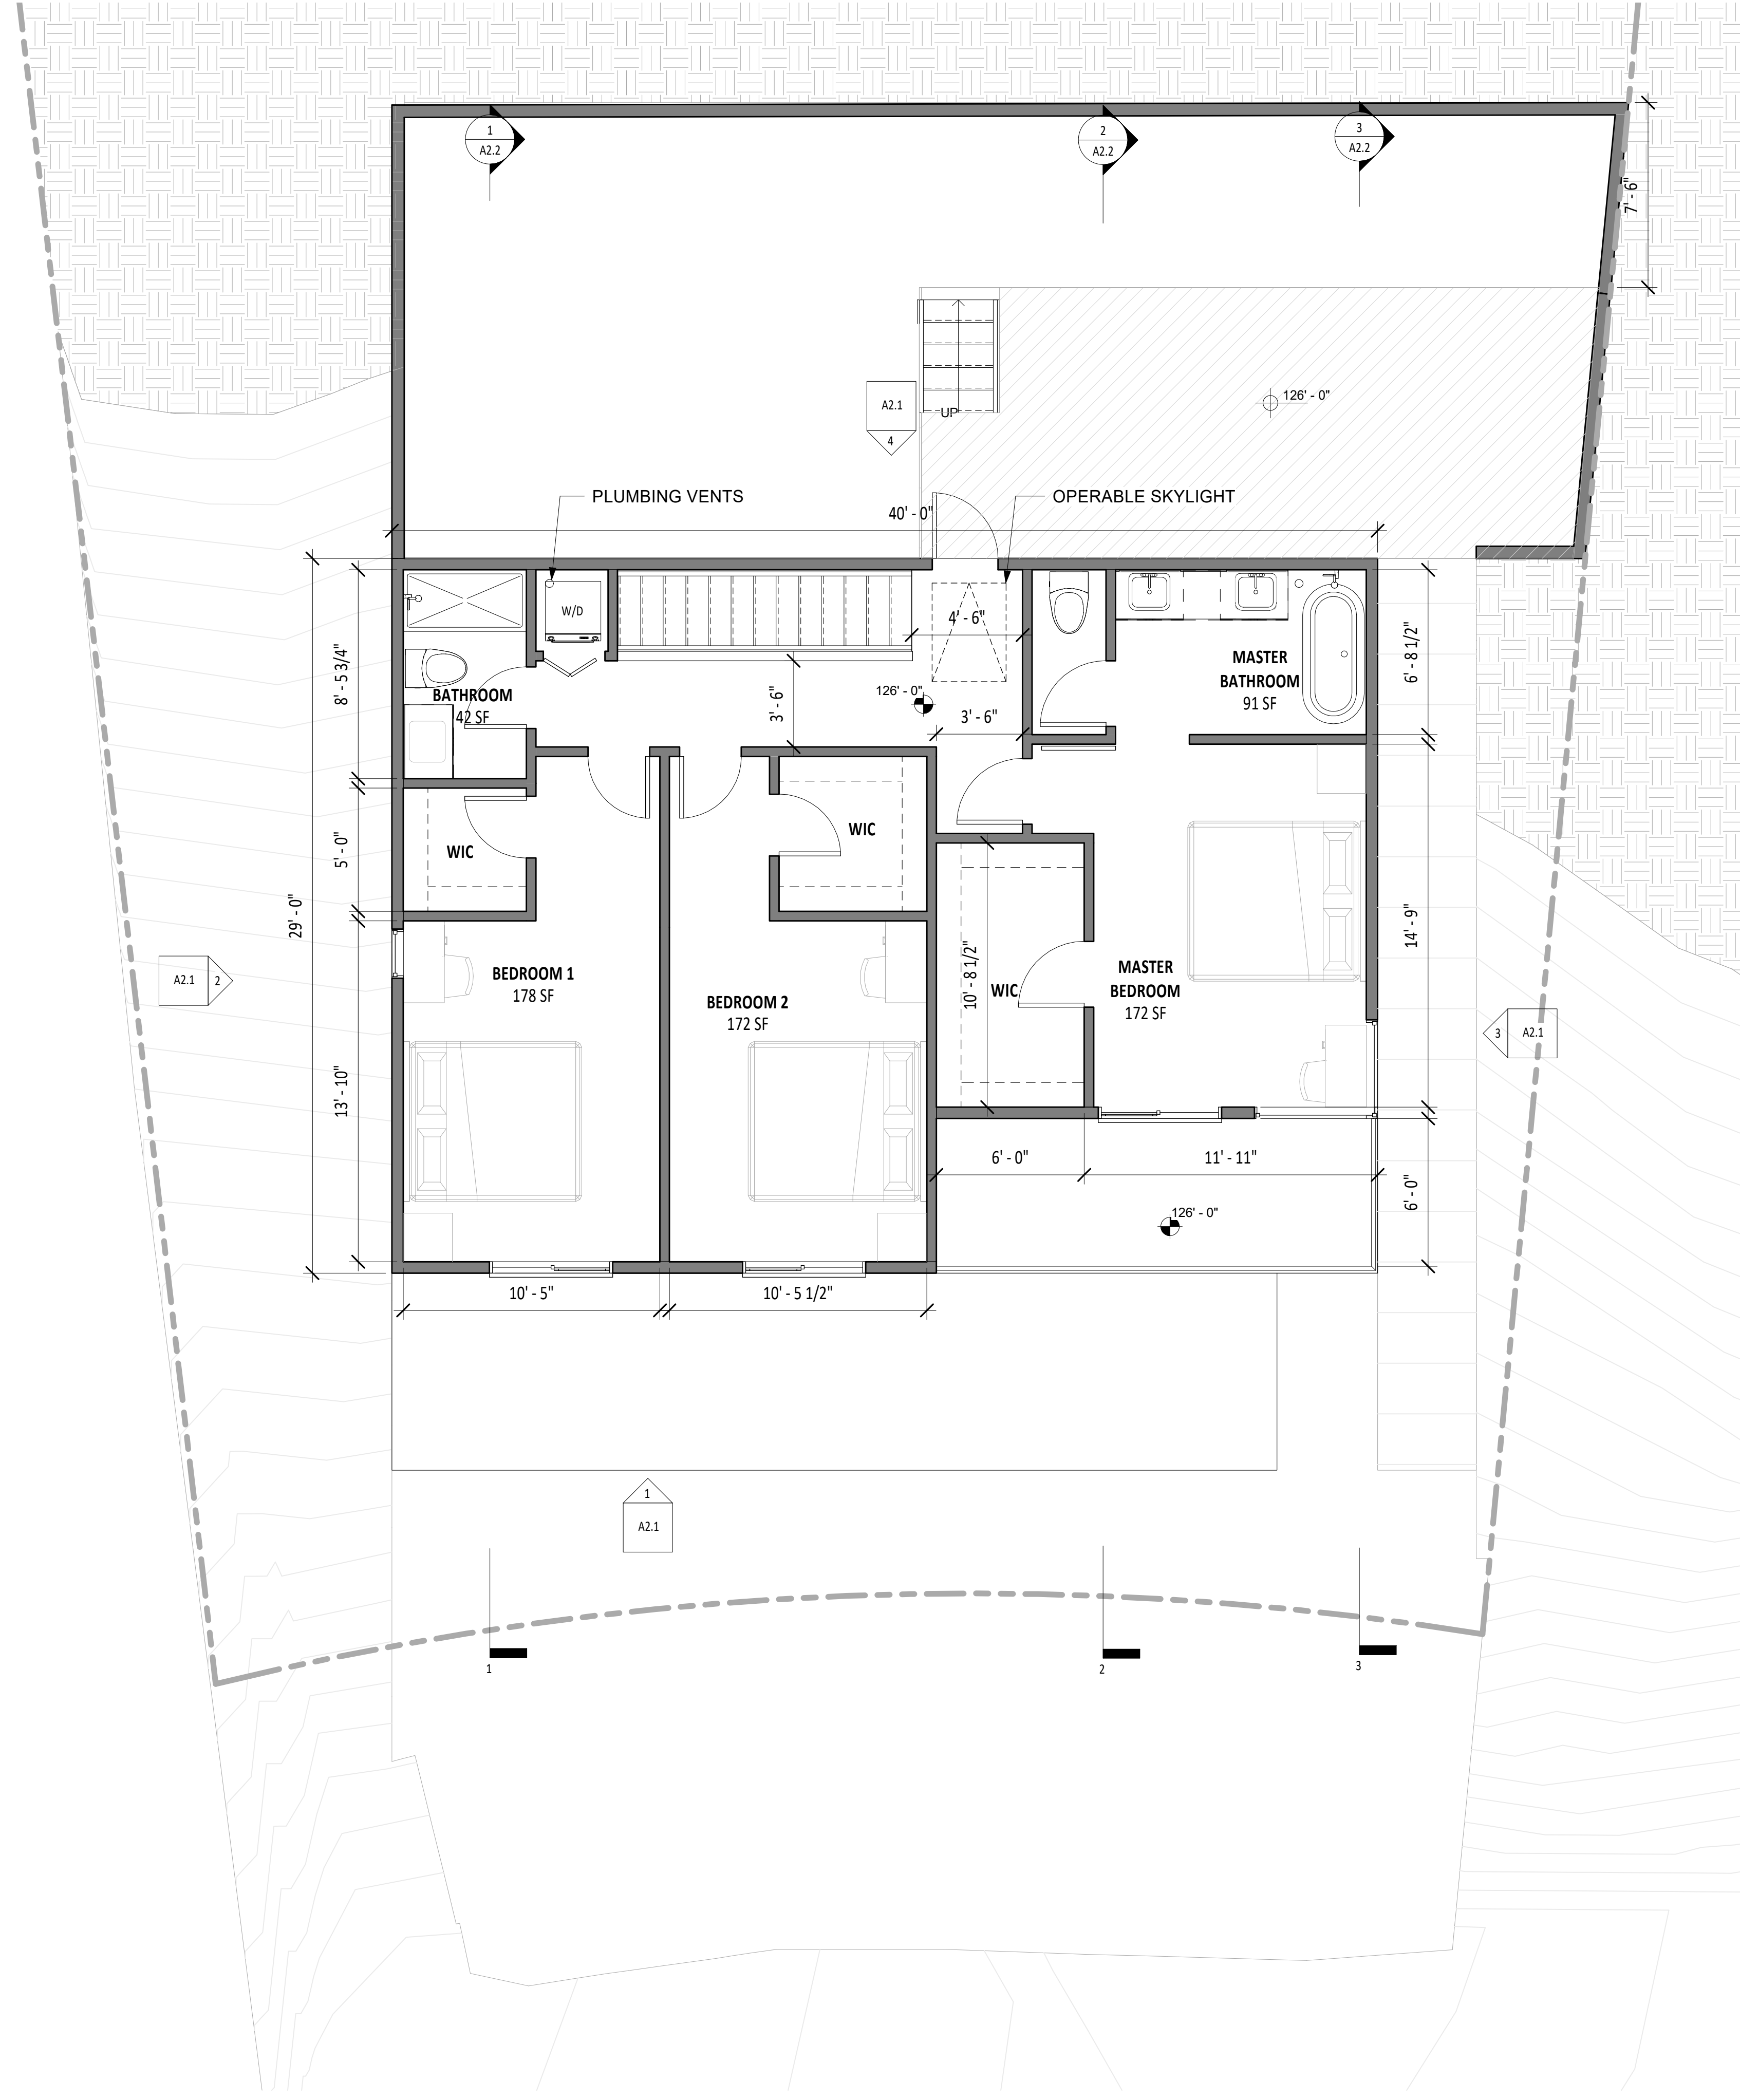 1
A2.2
2
A2.2
3
A2.2
7' - 6"
A2.1
4
UP
126' - 0"
PLUMBING VENTS
OPERABLE SKYLIGHT
40' - 0"
W/D
4' - 6"
8' - 5 3/4"
BATHROOM
42 SF
3' - 6"
126' - 0"
3' - 6"
MASTER
BATHROOM
91 SF
6' - 8 1/2"
5' - 0"
WIC
WIC
29' - 0"
A2.1
2
BEDROOM 1
178 SF
BEDROOM 2
172 SF
10' - 8 1/2"
WIC
MASTER
BEDROOM
172 SF
14' - 9"
3
A2.1
13' - 10"
6' - 0"
11' - 11"
126' - 0"
6' - 0"
10' - 5"
10' - 5 1/2"
1
A2.1
1
2
3